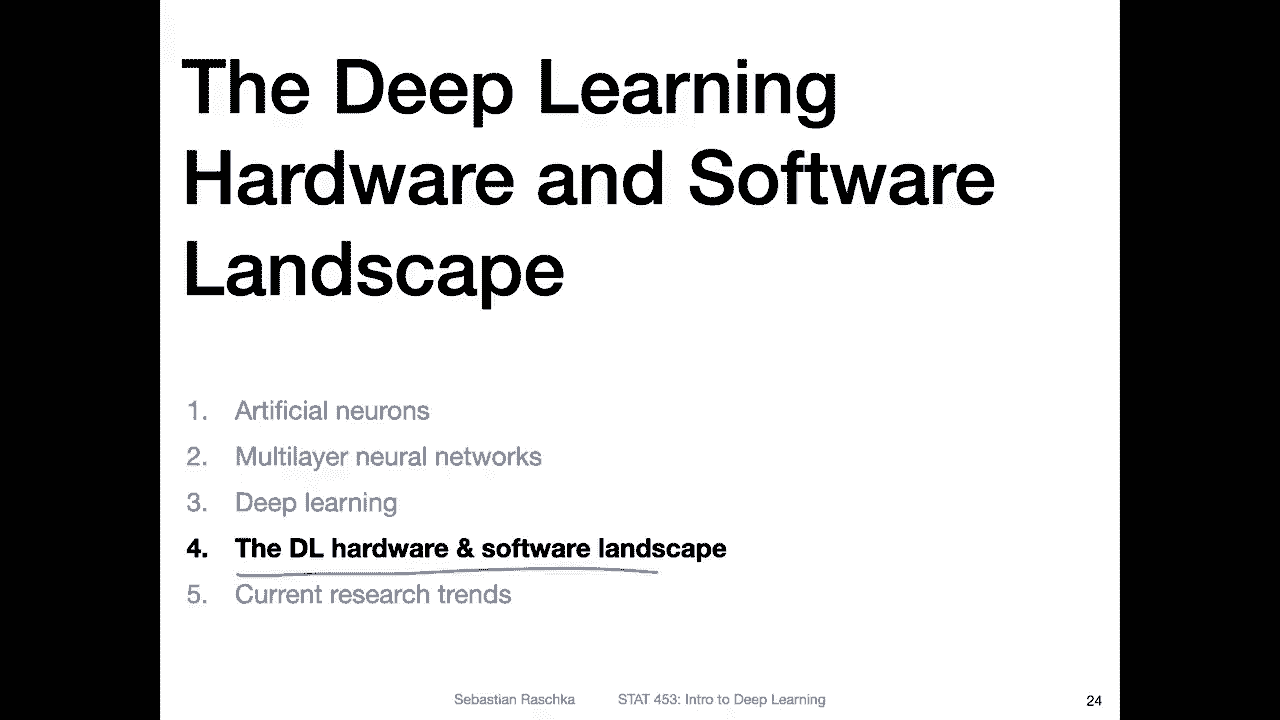 The Deep Learning
Hardware and Software
Landscape
1. Artificial neurons
2. Multilayer neural networks
3. Deep learning
4. The DL hardware & software landscape
5. Current research trends
Sebastian Raschka STAT 453: Intro to Deep Learning 24